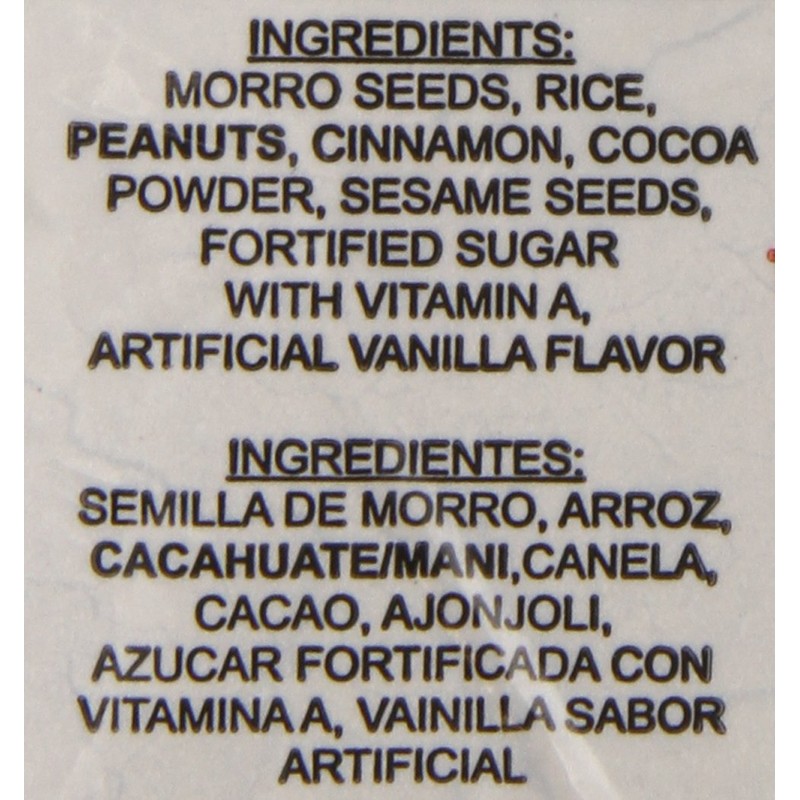 INGREDIENTS:
MORRO SEEDS, RICE,
PEANUTS, CINNAMON, COCOA
POWDER, SESAME SEEDS,
FORTIFIED SUGAR
WITH VITAMIN A,
ARTIFICIAL VANILLA FLAVOR
INGREDIENTES:
SEMILLA DE MORRO, ARROZ,
CACAHUATE/MANI,CANELA,
CACAO, AJONJOLI,
AZUCAR FORTIFICADA CON
VITAMINA A, VAINILLA SABOR
ARTIFICIAL